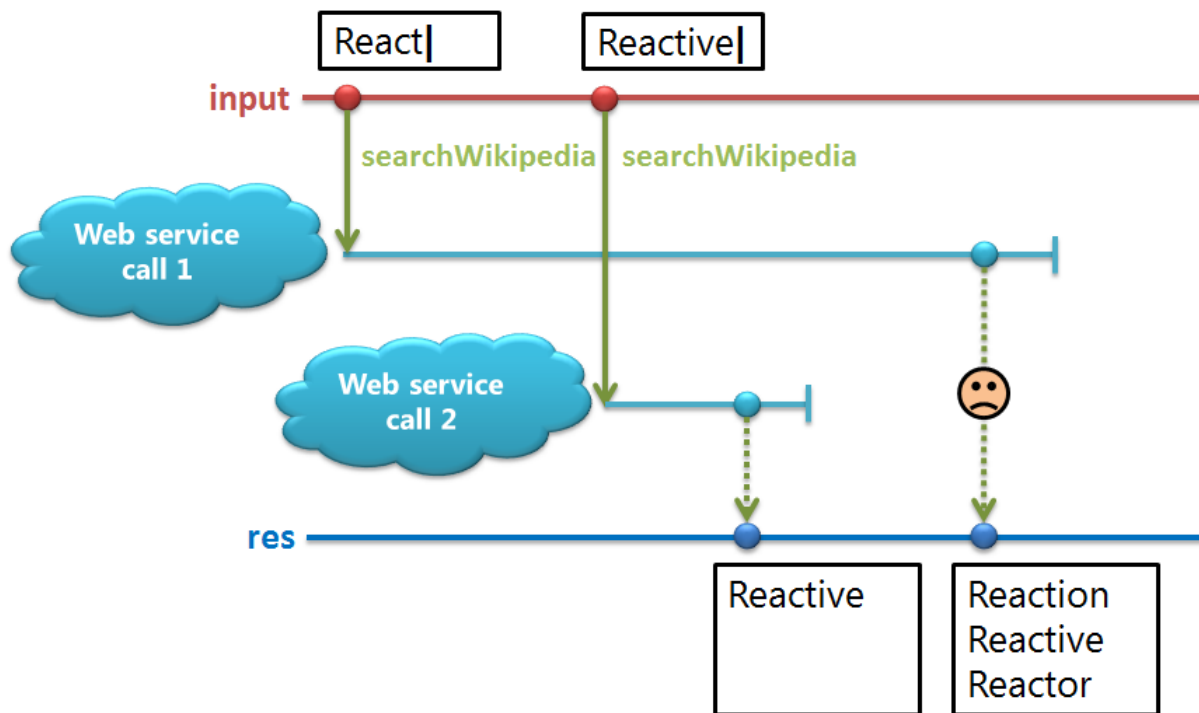 React|
Reactive|
input
searchWikipedia
searchWikipedia
Web service
call 1
Web service
call 2
res
Reactive
Reaction
Reactive
Reactor